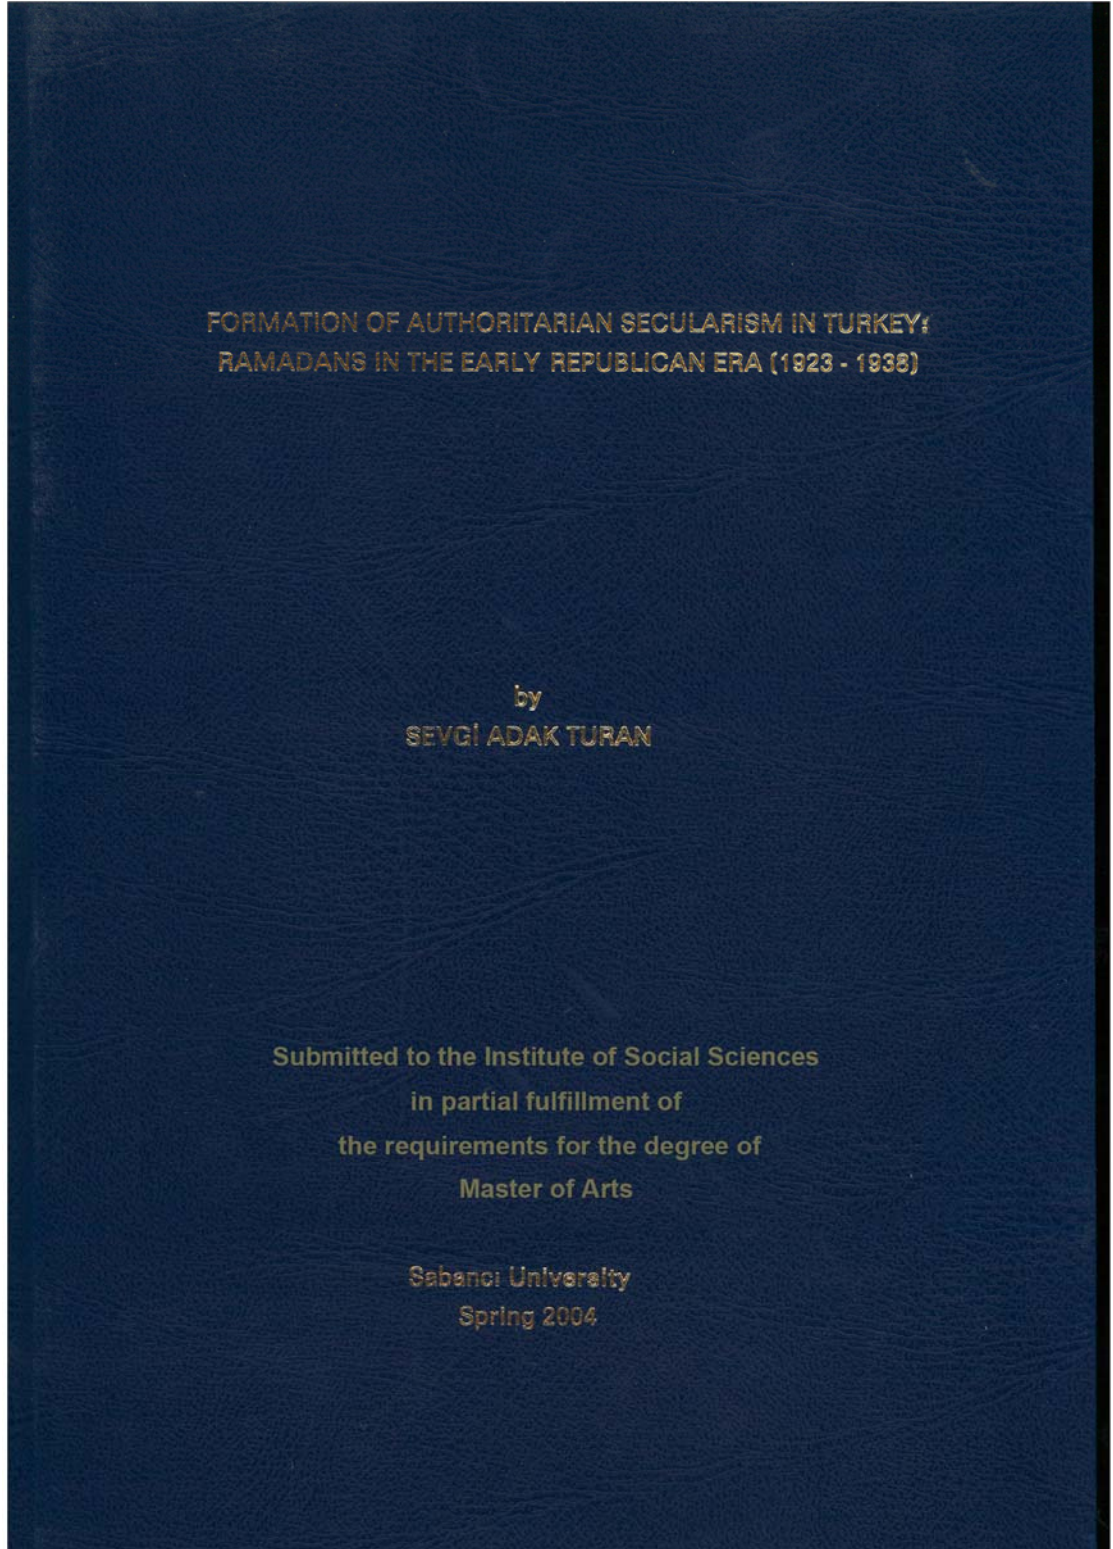 FORMATION OF AUTHORITARIAN SECULARISM IN TURKEY:
RAMADANS IN THE EARLY REPUBLICAN ERA (1923 - 1938)
by
SEVGİ ADAK TURAN
Submitted to the Institute of Social Sciences
in partial fulfillment of
the requirements for the degree of
Master of Arts
Sabancı University
Spring 2004